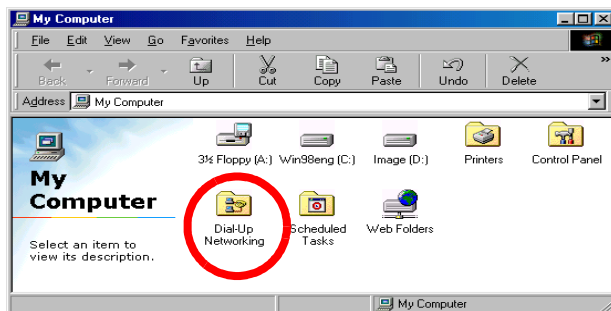 My Computer
File Edit View Go Favorites Help
Back Forward Up Cut Copy Paste Undo Delete »
Address My Computer
3½ Floppy (A:) Win98eng (C:) Image (D:) Printers Control Panel
My
Computer
Dial-Up
Networking
Scheduled
Tasks
Web Folders
Select an item to
view its description.
My Computer